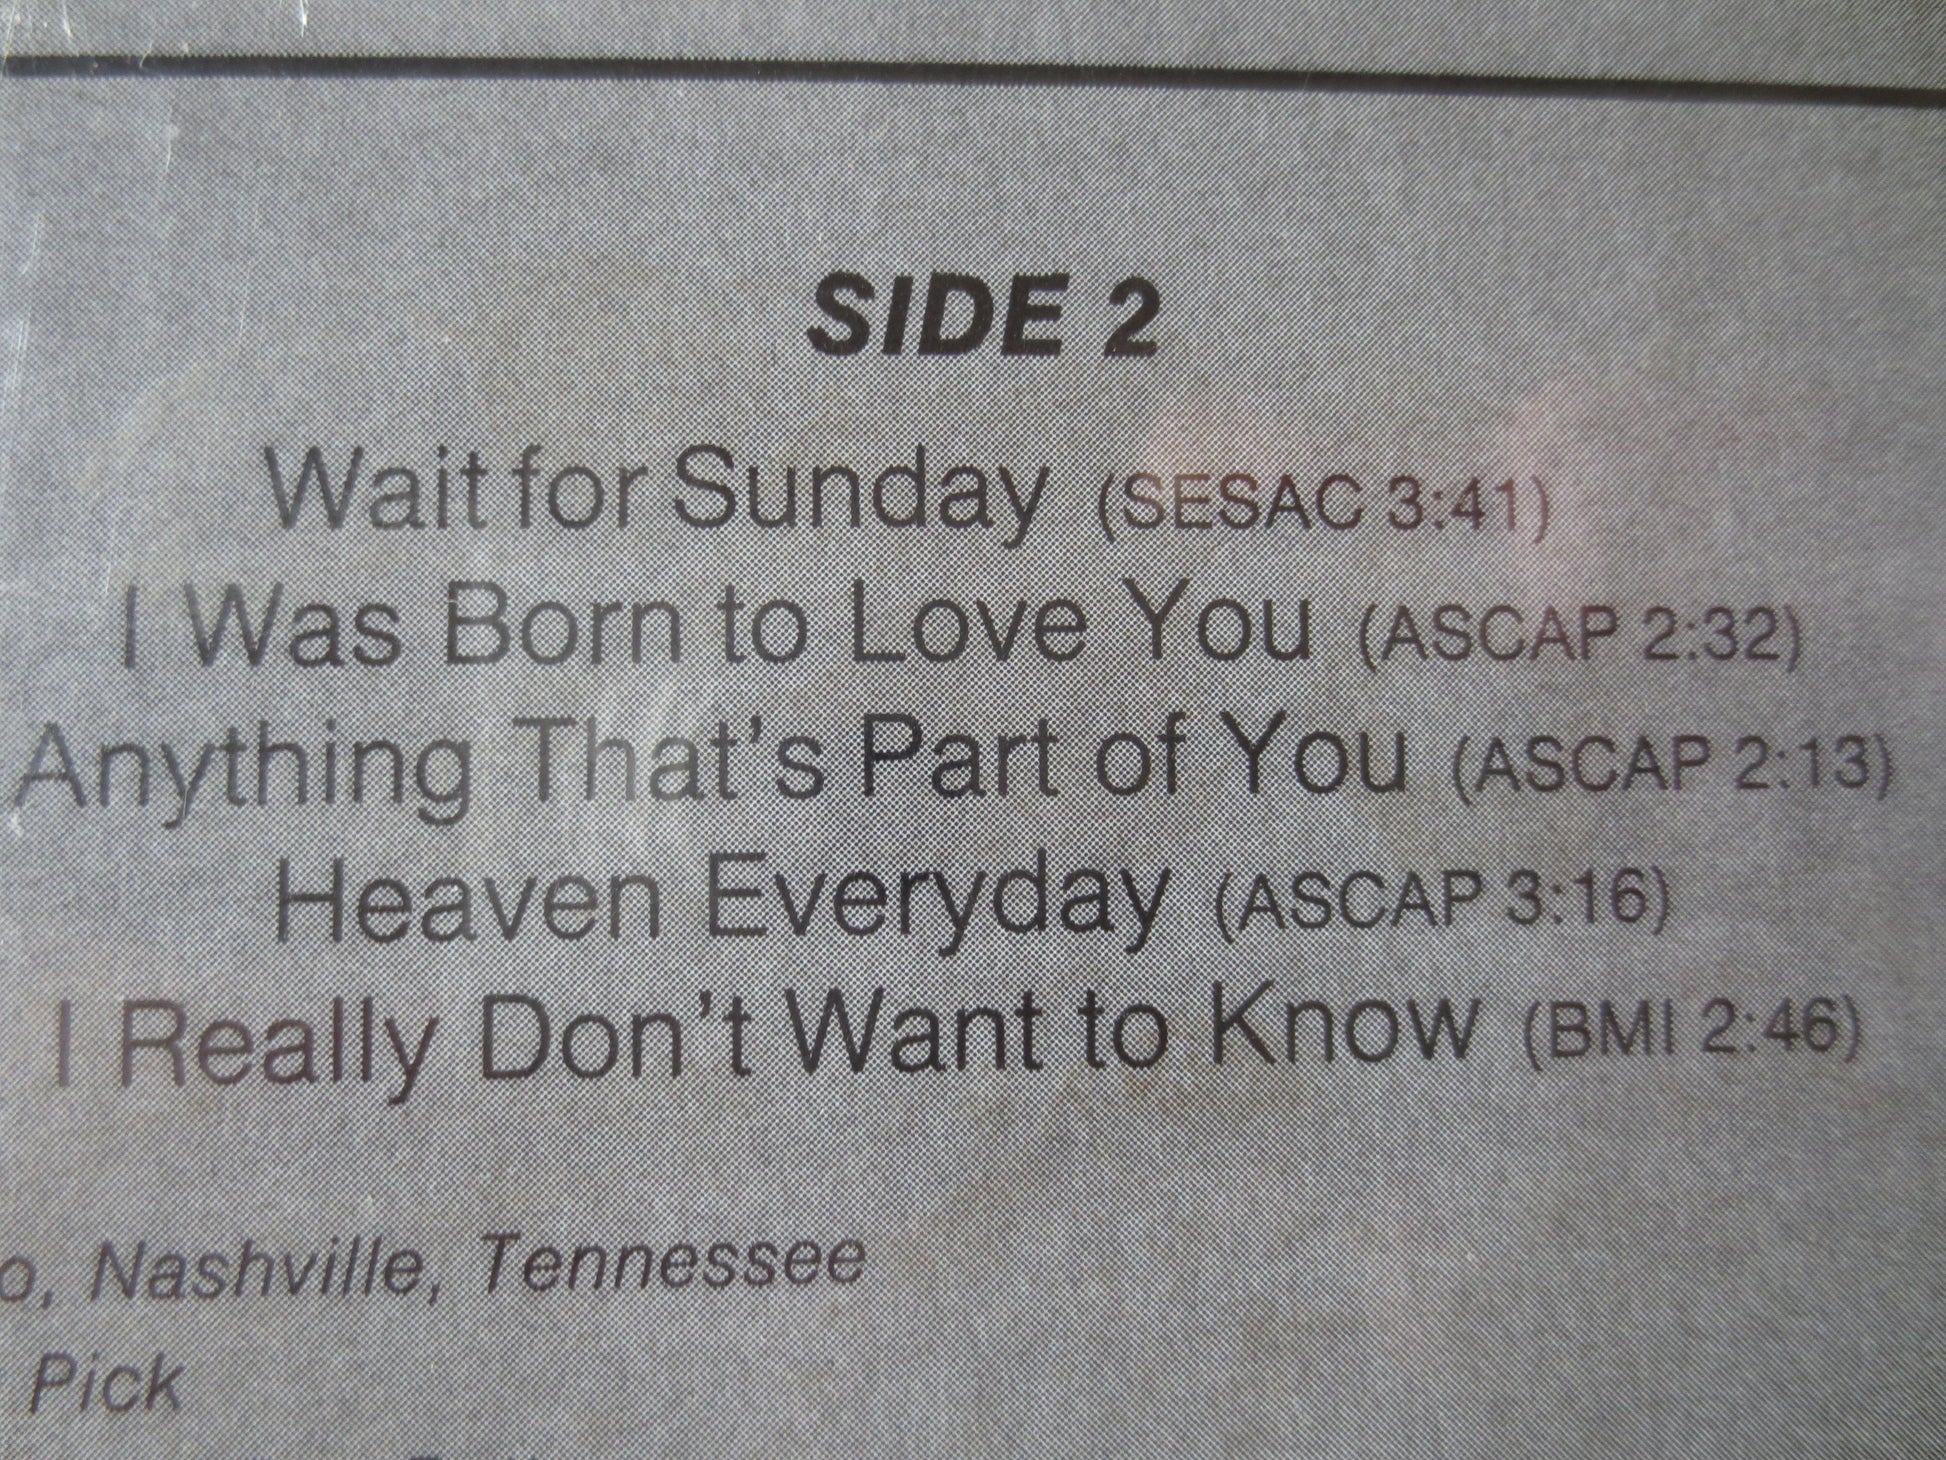 SIDE 2
Wait for Sunday (SESAC 3:41)
I Was Born to Love You (ASCAP 2:32)
Anything That's Part of You (ASCAP 2:13)
Heaven Everyday (ASCAP 3:16)
I Really Don't Want to Know (BMI 2:46)
o, Nashville, Tennessee
Pick